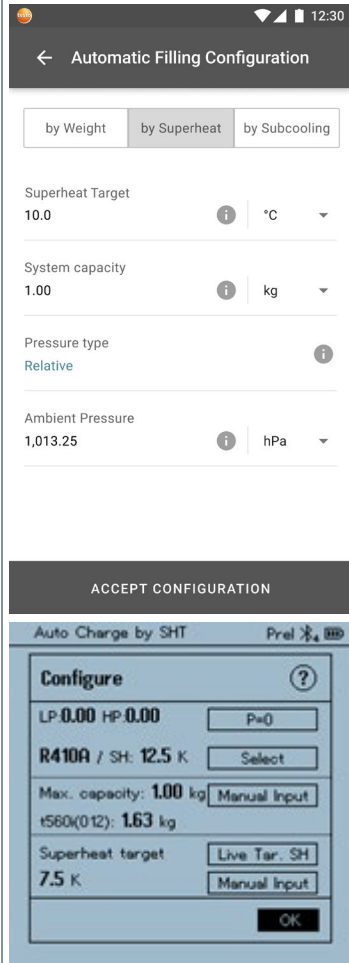 testo
12:30
Automatic Filling Configuration
by Weight
by Superheat
by Subcooling
Superheat Target
10.0
i
°C
System capacity
1.00
i
kg
Pressure type
i
Relative
Ambient Pressure
1,013.25
i
hPa
ACCEPT CONFIGURATION
Auto Charge by SHT
Prel
4
Configure
?
LP:0.00 HP:0.00
P=0
R410A / SH: 12.5 K
Select
Max. capacity: 1.00 kg
Manual Input
t560i(012): 1.63 kg
Superheat target
Live Tar. SH
7.5 K
Manual Input
OK